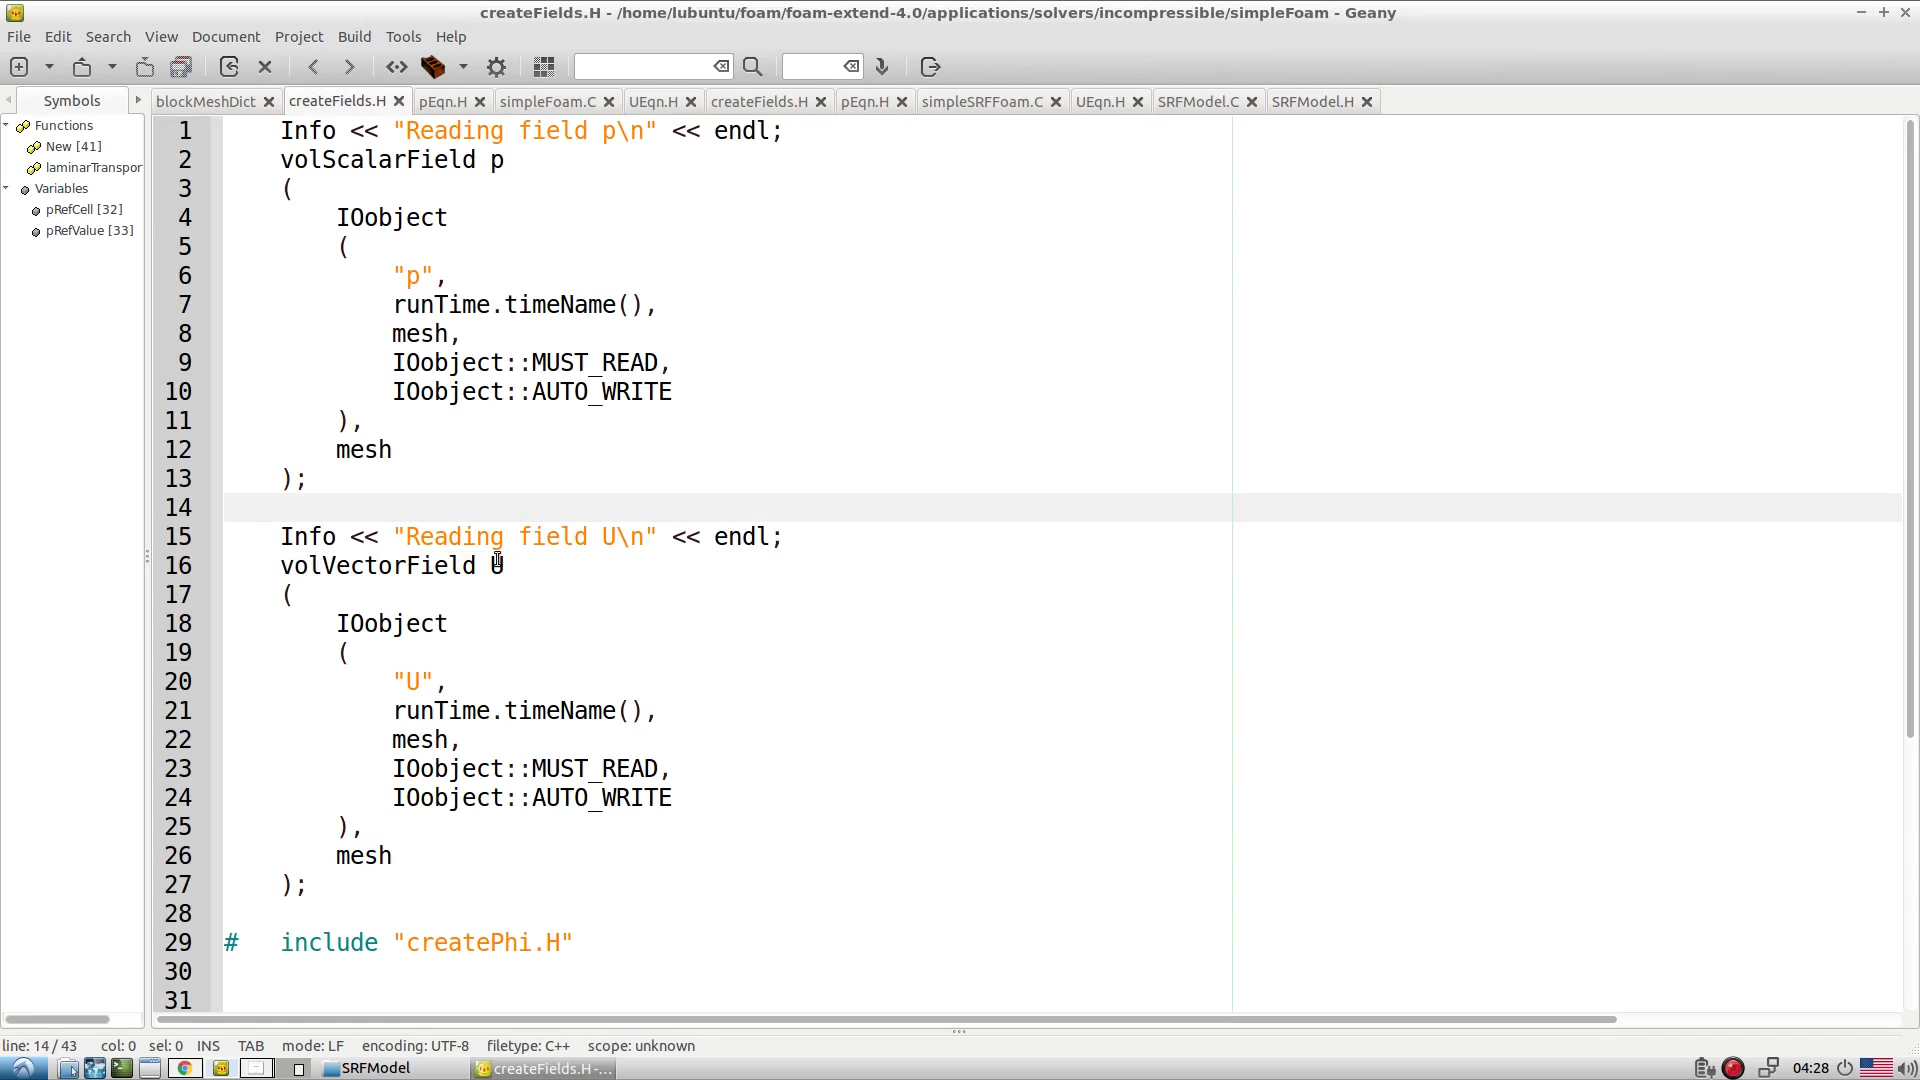 createFields.H - /home/lubuntu/foam/foam-extend-4.0/applications/solvers/incompressible/simpleFoam - Geany
File Edit Search View Document Project Build Tools Help
Symbols
blockMeshDict createFields.H pEqn.H simpleFoam.C UEqn.H createFields.H pEqn.H simpleSRFFoam.C UEqn.H SRFModel.C SRFModel.H
Functions
New [41]
laminarTranspor
Variables
pRefCell [32]
pRefValue [33]
1 Info << "Reading field p\n" << endl;
2 volScalarField p
3 (
4 IOobject
5 (
6 "p",
7 runTime.timeName(),
8 mesh,
9 IOobject::MUST_READ,
10 IOobject::AUTO_WRITE
11 ),
12 mesh
13 );
14
15 Info << "Reading field U\n" << endl;
16 volVectorField U
17 (
18 IOobject
19 (
20 "U",
21 runTime.timeName(),
22 mesh,
23 IOobject::MUST_READ,
24 IOobject::AUTO_WRITE
25 ),
26 mesh
27 );
28
29 # include "createPhi.H"
30
31
line: 14 / 43 col: 0 sel: 0 INS TAB mode: LF encoding: UTF-8 filetype: C++ scope: unknown
SRFModel createFields.H -... 04:28